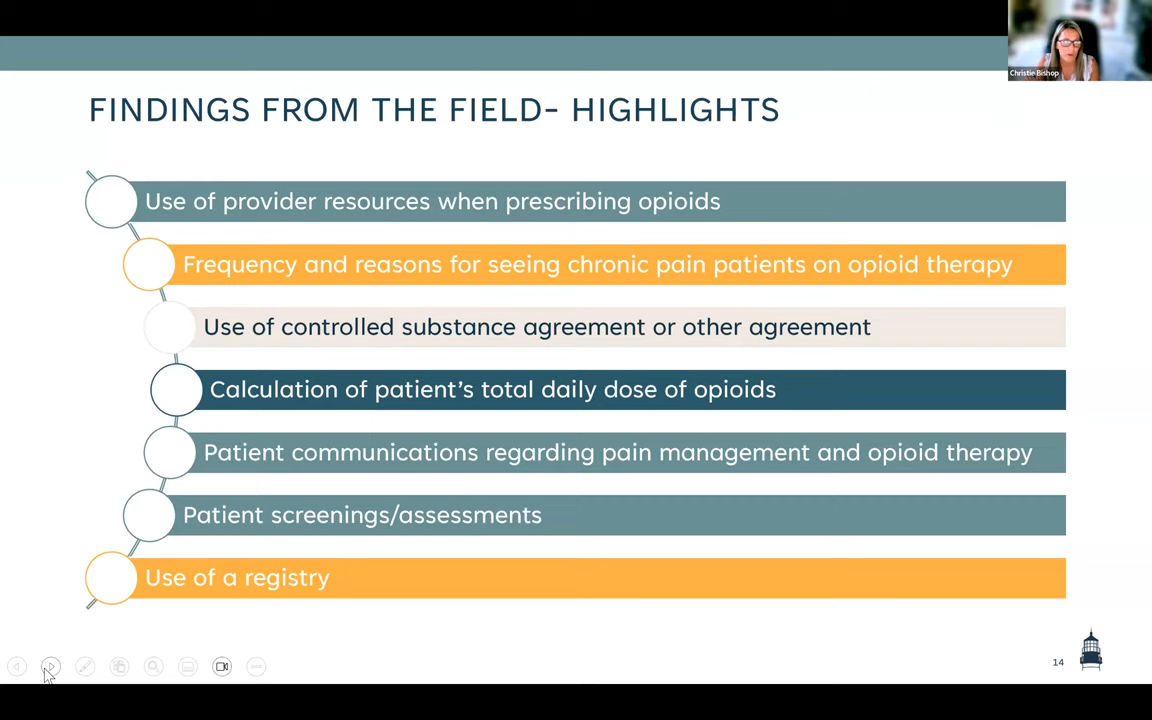 Christie Bishop
FINDINGS FROM THE FIELD- HIGHLIGHTS
Use of provider resources when prescribing opioids
Frequency and reasons for seeing chronic pain patients on opioid therapy
Use of controlled substance agreement or other agreement
Calculation of patient's total daily dose of opioids
Patient communications regarding pain management and opioid therapy
Patient screenings/assessments
Use of a registry
14